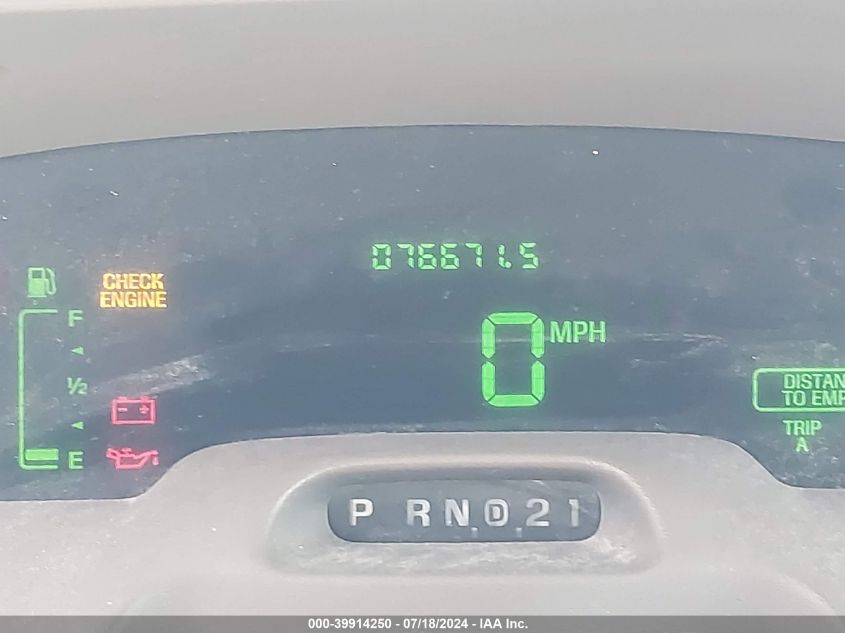 076671.5
CHECK
ENGINE
F
MPH
1/2
DISTAN
TO EMP
TRIP
A
E
P R N D 2 1
000-39914250 - 07/18/2024 - IAA Inc.